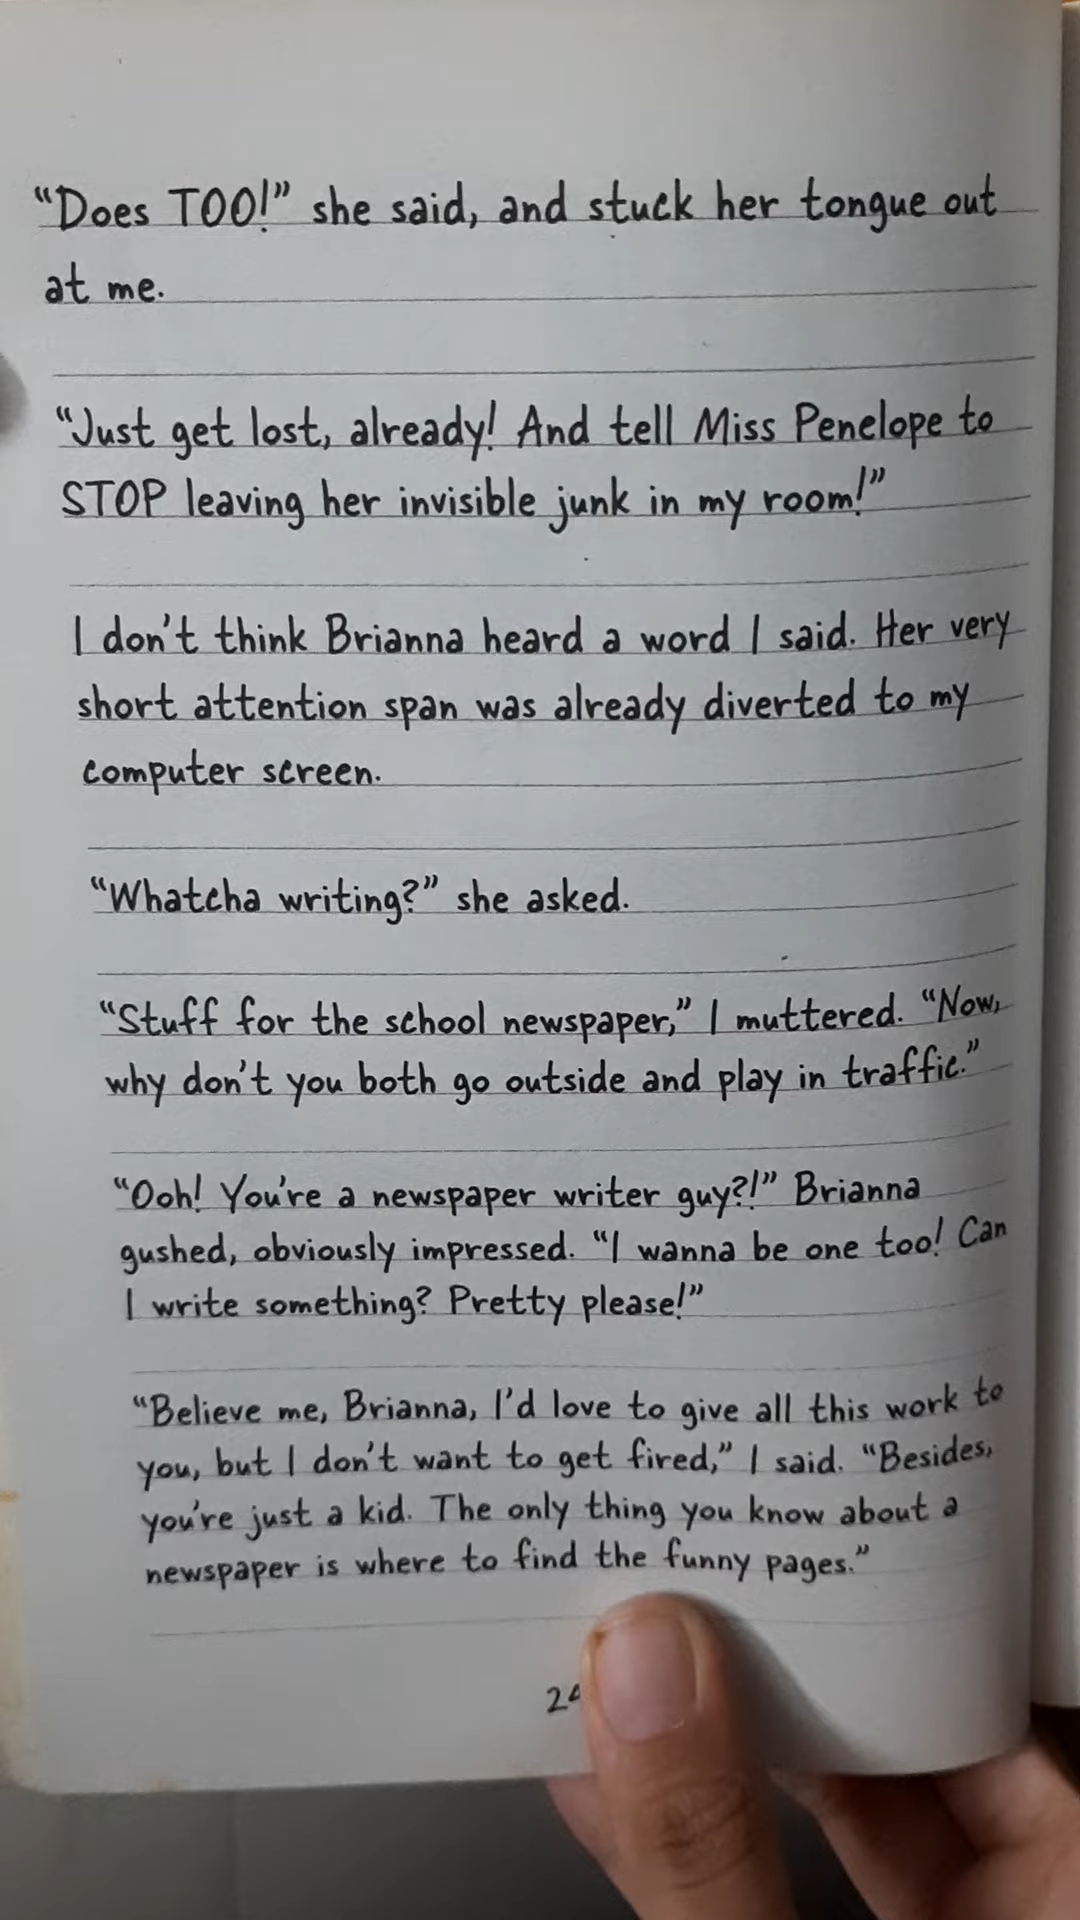 “Does TOO!” she said, and stuck her tongue out
at me.
“Just get lost, already! And tell Miss Penelope to
STOP leaving her invisible junk in my room!”
I don't think Brianna heard a word I said. Her very
short attention span was already diverted to my
computer screen.
“Whatcha writing?” she asked.
“Stuff for the school newspaper,” I muttered. “Now,
why don't you both go outside and play in traffic.”
“Ooh! You're a newspaper writer guy?!” Brianna
gushed, obviously impressed. “I wanna be one too! Can
I write something? Pretty please!”
“Believe me, Brianna, I'd love to give all this work to
you, but I don't want to get fired,” I said. “Besides,
you're just a kid. The only thing you know about a
newspaper is where to find the funny pages.”